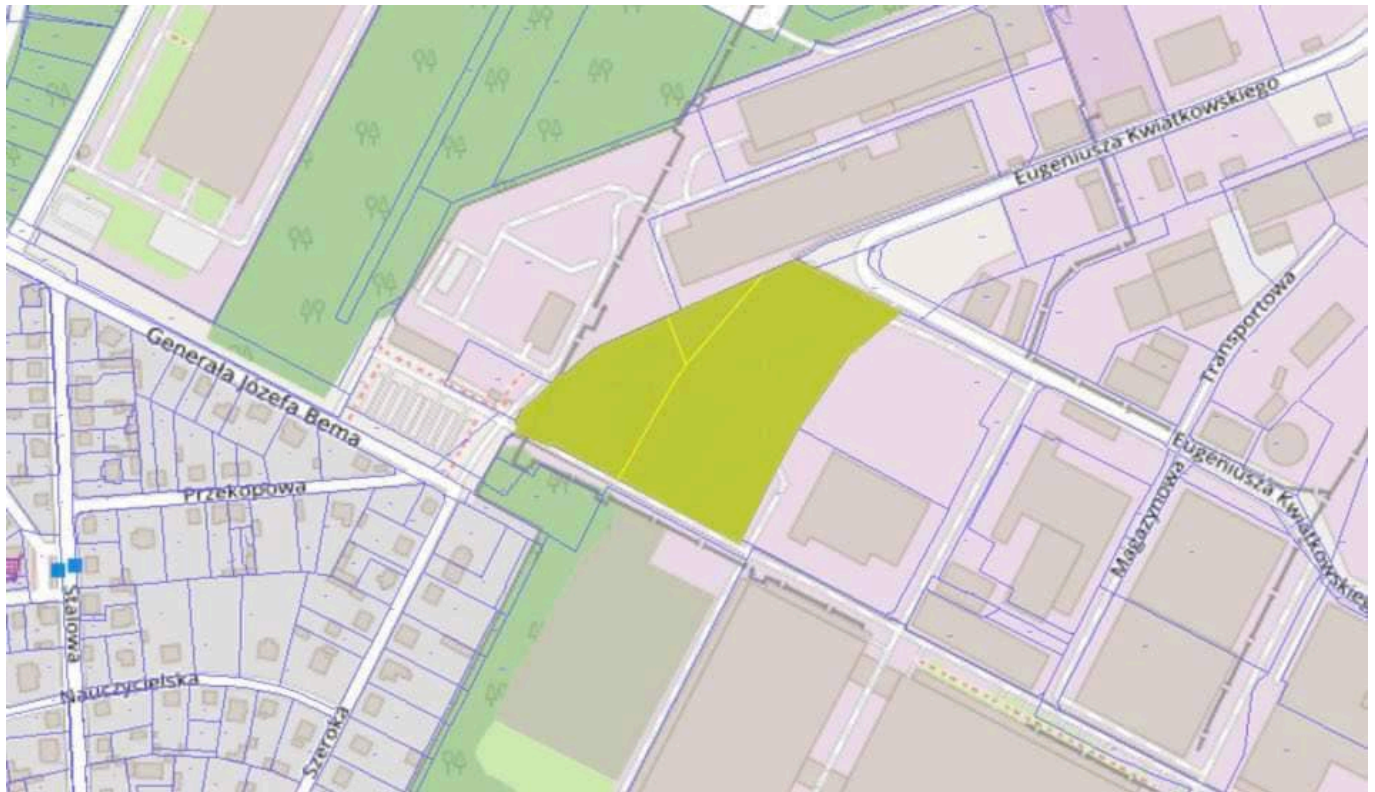 Eugeniusza Kwiatkowskiego
Transportowa
Generała Józefa Bema
Eugeniusza Kwiatkowskiego
Przekopowa
Magazynowa
Stalowa
Nauczycielska
Szeroka